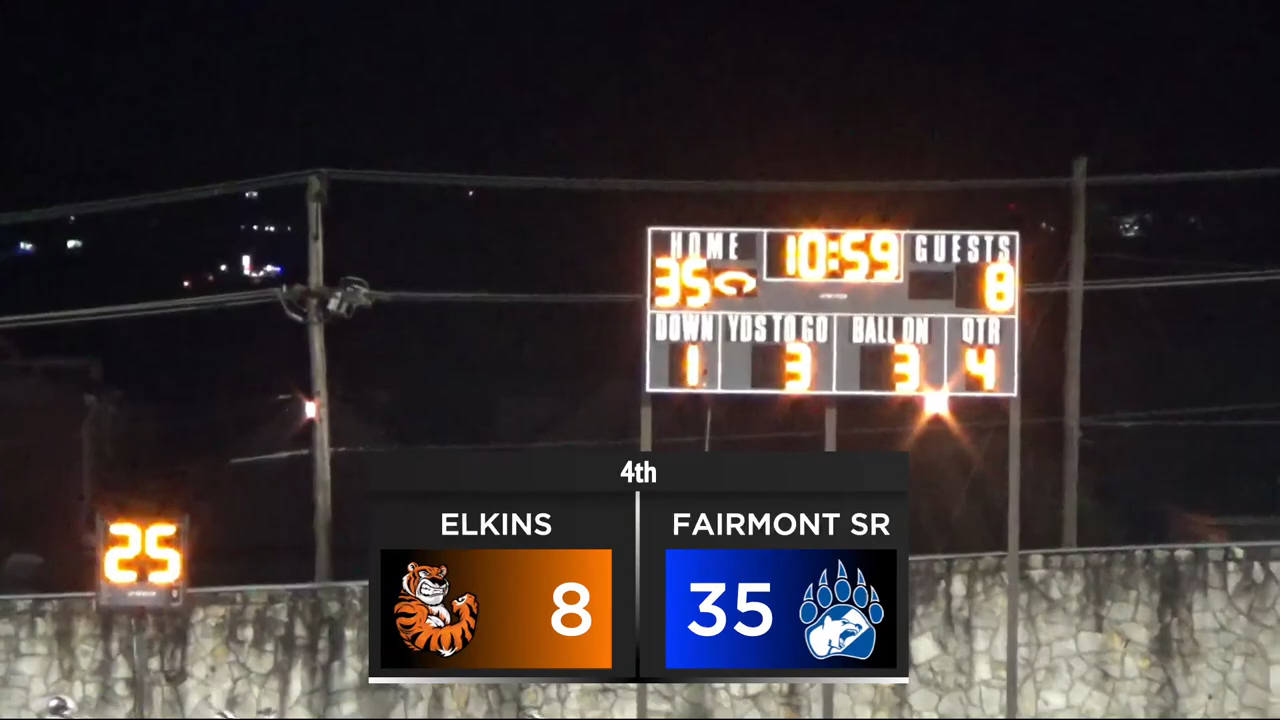 HOME 10:59 GUESTS
35 8
DOWN YDS TO GO BALL ON QTR
1 3 3 4
4th
ELKINS FAIRMONT SR
8 35
25